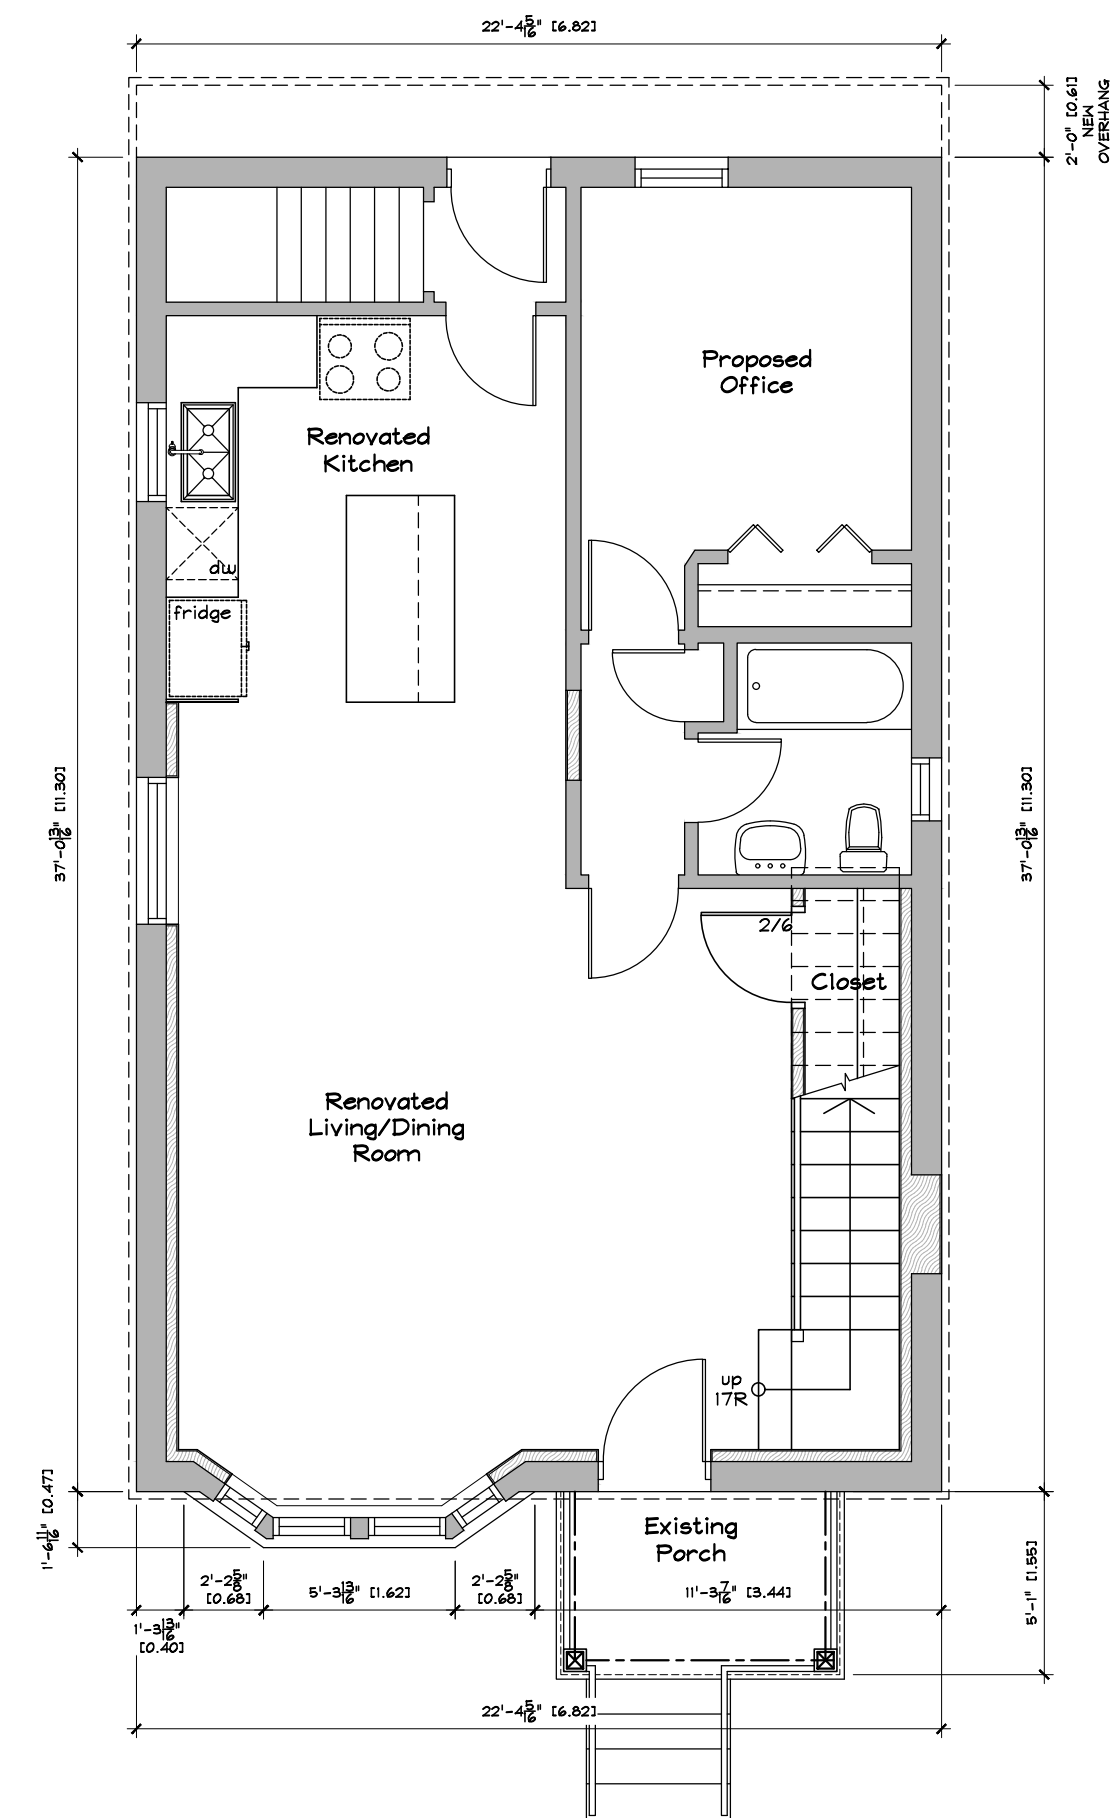 22'-4 5/16" [6.82]
2'-0" [0.61]
NEW
OVERHANG
Proposed
Office
Renovated
Kitchen
dw
fridge
37'-0 13/16" [11.30]
37'-0 13/16" [11.30]
2/6
Closet
Renovated
Living/Dining
Room
up
17R
1'-6 11/16" [0.47]
Existing
Porch
2'-2 5/8"
[0.68]
5'-3 13/16" [1.62]
2'-2 5/8"
[0.68]
11'-3 7/16" [3.44]
5'-1" [1.55]
1'-3 13/16"
[0.40]
22'-4 5/16" [6.82]